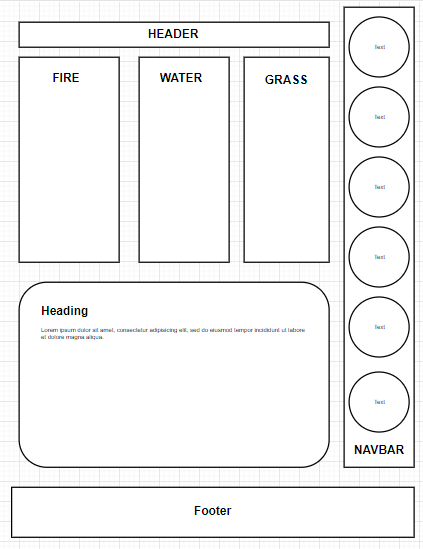 HEADER
FIRE
WATER
GRASS
Heading
Lorem ipsum dolor sit amet, consectetur adipisicing elit, sed do eiusmod tempor incididunt ut labore
et dolore magna aliqua.
Text
Text
Text
Text
Text
Text
NAVBAR
Footer